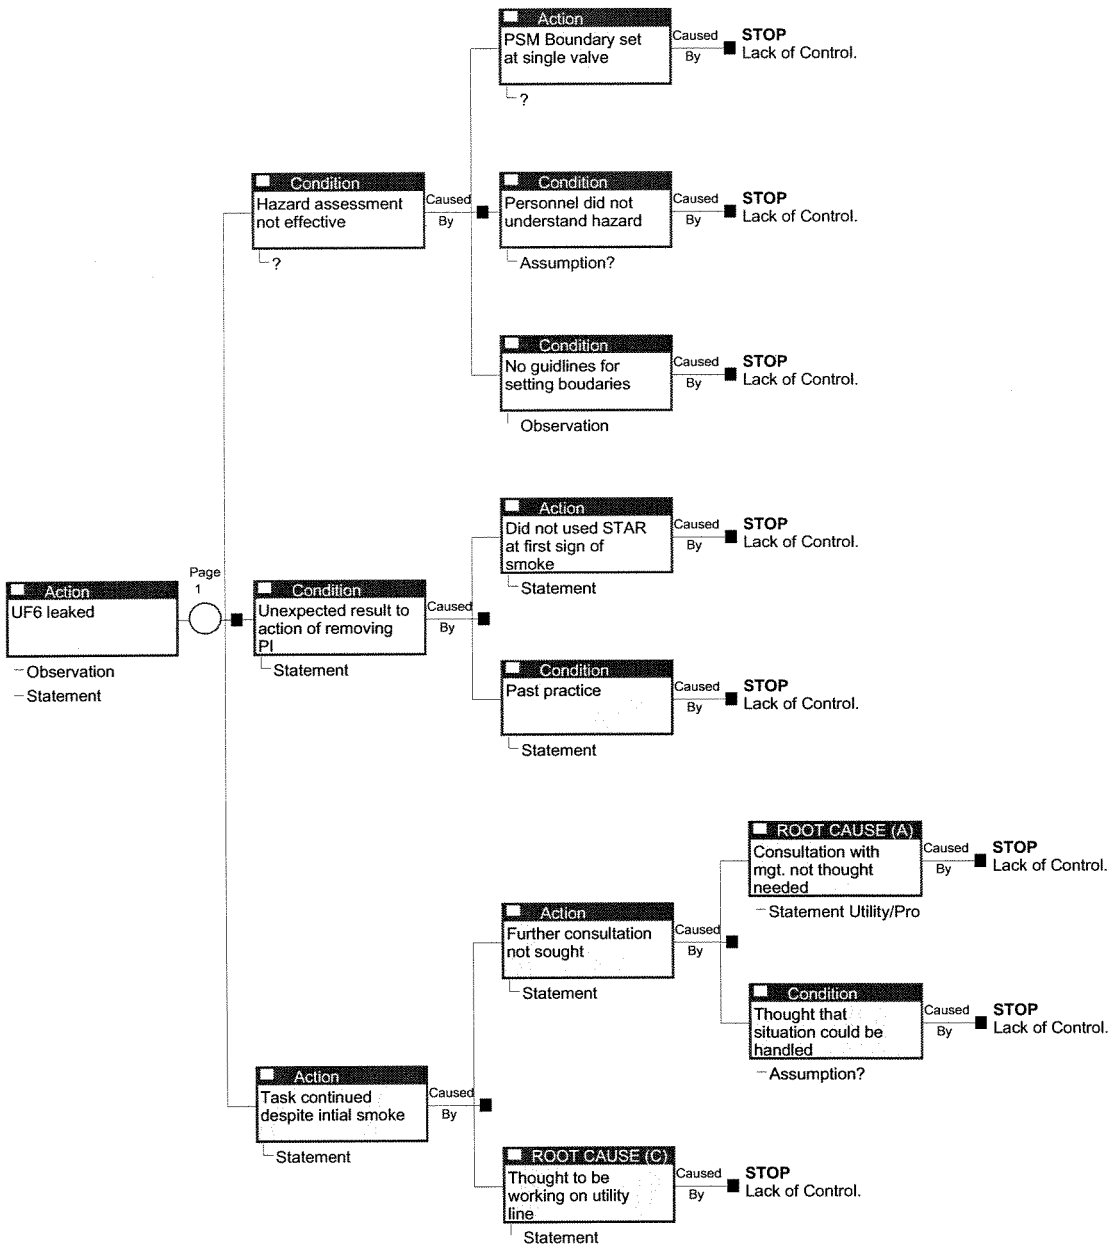 Action
PSM Boundary set
at single valve
?
Caused
By
STOP
Lack of Control.
Condition
Hazard assessment
not effective
?
Caused
By
Condition
Personnel did not
understand hazard
Assumption?
Caused
By
STOP
Lack of Control.
Condition
No guidlines for
setting boudaries
Observation
Caused
By
STOP
Lack of Control.
Action
UF6 leaked
Observation
Statement
Page
1
Condition
Unexpected result to
action of removing
PI
Statement
Caused
By
Action
Did not used STAR
at first sign of
smoke
Statement
Caused
By
STOP
Lack of Control.
Condition
Past practice
Statement
Caused
By
STOP
Lack of Control.
Action
Task continued
despite intial smoke
Statement
Caused
By
Action
Further consultation
not sought
Statement
Caused
By
ROOT CAUSE (A)
Consultation with
mgt. not thought
needed
Statement Utility/Pro
Caused
By
STOP
Lack of Control.
Condition
Thought that
situation could be
handled
Assumption?
Caused
By
STOP
Lack of Control.
ROOT CAUSE (C)
Thought to be
working on utility
line
Statement
Caused
By
STOP
Lack of Control.